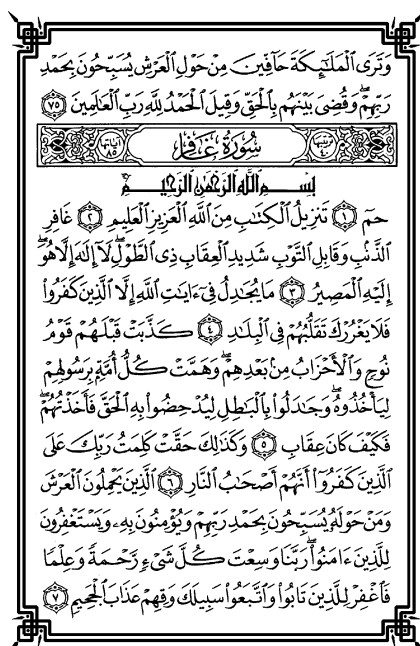 وَتَرَى ٱلْمَلَٰٓئِكَةَ حَآفِّينَ مِنْ حَوْلِ ٱلْعَرْشِ يُسَبِّحُونَ بِحَمْدِ
رَبِّهِمْ ۖ وَقُضِىَ بَيْنَهُم بِٱلْحَقِّ وَقِيلَ ٱلْحَمْدُ لِلَّهِ رَبِّ ٱلْعَٰلَمِينَ ٧٥
ترتيبها ٤٠ سُورَةُ غَافِرٍ آياتها ٨٥
بِسْمِ ٱللَّهِ ٱلرَّحْمَٰنِ ٱلرَّحِيمِ
حمٓ ١ تَنزِيلُ ٱلْكِتَٰبِ مِنَ ٱللَّهِ ٱلْعَزِيزِ ٱلْعَلِيمِ ٢ غَافِرِ
ٱلذَّنۢبِ وَقَابِلِ ٱلتَّوْبِ شَدِيدِ ٱلْعِقَابِ ذِى ٱلطَّوْلِ ۖ لَآ إِلَٰهَ إِلَّا هُوَ ۖ
إِلَيْهِ ٱلْمَصِيرُ ٣ مَا يُجَٰدِلُ فِىٓ ءَايَٰتِ ٱللَّهِ إِلَّا ٱلَّذِينَ كَفَرُوا۟
فَلَا يَغْرُرْكَ تَقَلُّبُهُمْ فِى ٱلْبِلَٰدِ ٤ كَذَّبَتْ قَبْلَهُمْ قَوْمُ
نُوحٍ وَٱلْأَحْزَابُ مِنۢ بَعْدِهِمْ ۖ وَهَمَّتْ كُلُّ أُمَّةٍۭ بِرَسُولِهِمْ
لِيَأْخُذُوهُ ۖ وَجَٰدَلُوا۟ بِٱلْبَٰطِلِ لِيُدْحِضُوا۟ بِهِ ٱلْحَقَّ فَأَخَذْتُهُمْ ۖ
فَكَيْفَ كَانَ عِقَابِ ٥ وَكَذَٰلِكَ حَقَّتْ كَلِمَتُ رَبِّكَ عَلَى
ٱلَّذِينَ كَفَرُوٓا۟ أَنَّهُمْ أَصْحَٰبُ ٱلنَّارِ ٦ ٱلَّذِينَ يَحْمِلُونَ ٱلْعَرْشَ
وَمَنْ حَوْلَهُۥ يُسَبِّحُونَ بِحَمْدِ رَبِّهِمْ وَيُؤْمِنُونَ بِهِۦ وَيَسْتَغْفِرُونَ
لِلَّذِينَ ءَامَنُوا۟ ۖ رَبَّنَا وَسِعْتَ كُلَّ شَىْءٍ رَّحْمَةً وَعِلْمًا
فَٱغْفِرْ لِلَّذِينَ تَابُوا۟ وَٱتَّبَعُوا۟ سَبِيلَكَ وَقِهِمْ عَذَابَ ٱلْجَحِيمِ ٧